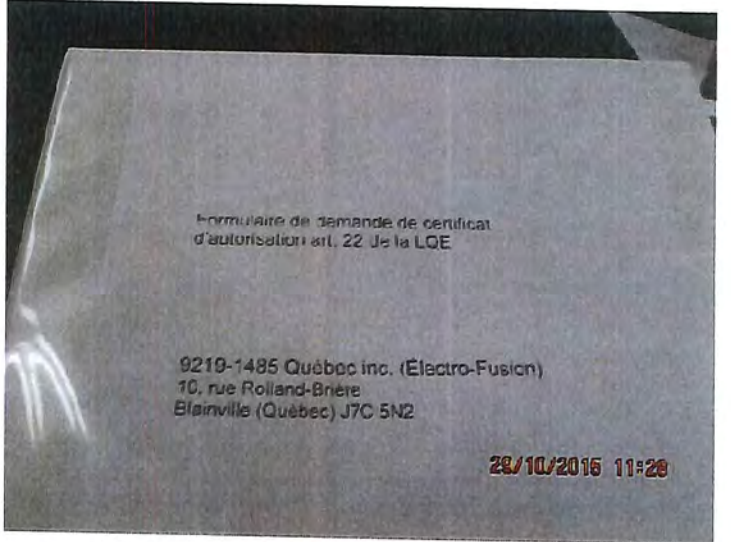 Formulaire de demande de certificat
d'autorisation art. 22 de la LQE
9219-1485 Québec inc. (Électro-Fusion)
10, rue Rolland-Brière
Blainville (Québec) J7C 5N2
29/10/2015 11:28